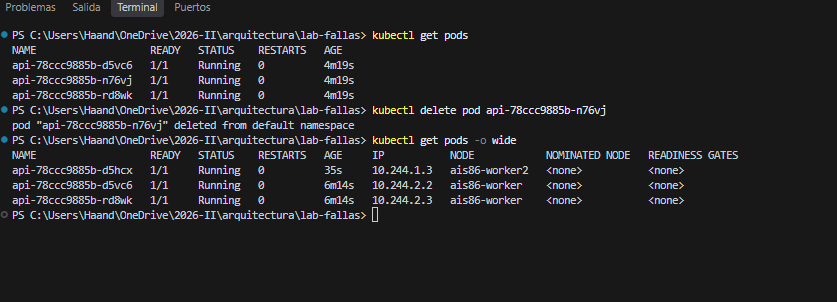 Problemas Salida Terminal Puertos
PS C:\Users\Haand\OneDrive\2026-II\arquitectura\lab-fallas> kubectl get pods
NAME READY STATUS RESTARTS AGE
api-78ccc9885b-d5vc6 1/1 Running 0 4m19s
api-78ccc9885b-n76vj 1/1 Running 0 4m19s
api-78ccc9885b-rd8wk 1/1 Running 0 4m19s
PS C:\Users\Haand\OneDrive\2026-II\arquitectura\lab-fallas> kubectl delete pod api-78ccc9885b-n76vj
pod "api-78ccc9885b-n76vj" deleted from default namespace
PS C:\Users\Haand\OneDrive\2026-II\arquitectura\lab-fallas> kubectl get pods -o wide
NAME READY STATUS RESTARTS AGE IP NODE NOMINATED NODE READINESS GATES
api-78ccc9885b-d5hcx 1/1 Running 0 35s 10.244.1.3 ais86-worker2 <none> <none>
api-78ccc9885b-d5vc6 1/1 Running 0 6m14s 10.244.2.2 ais86-worker <none> <none>
api-78ccc9885b-rd8wk 1/1 Running 0 6m14s 10.244.2.3 ais86-worker <none> <none>
PS C:\Users\Haand\OneDrive\2026-II\arquitectura\lab-fallas>